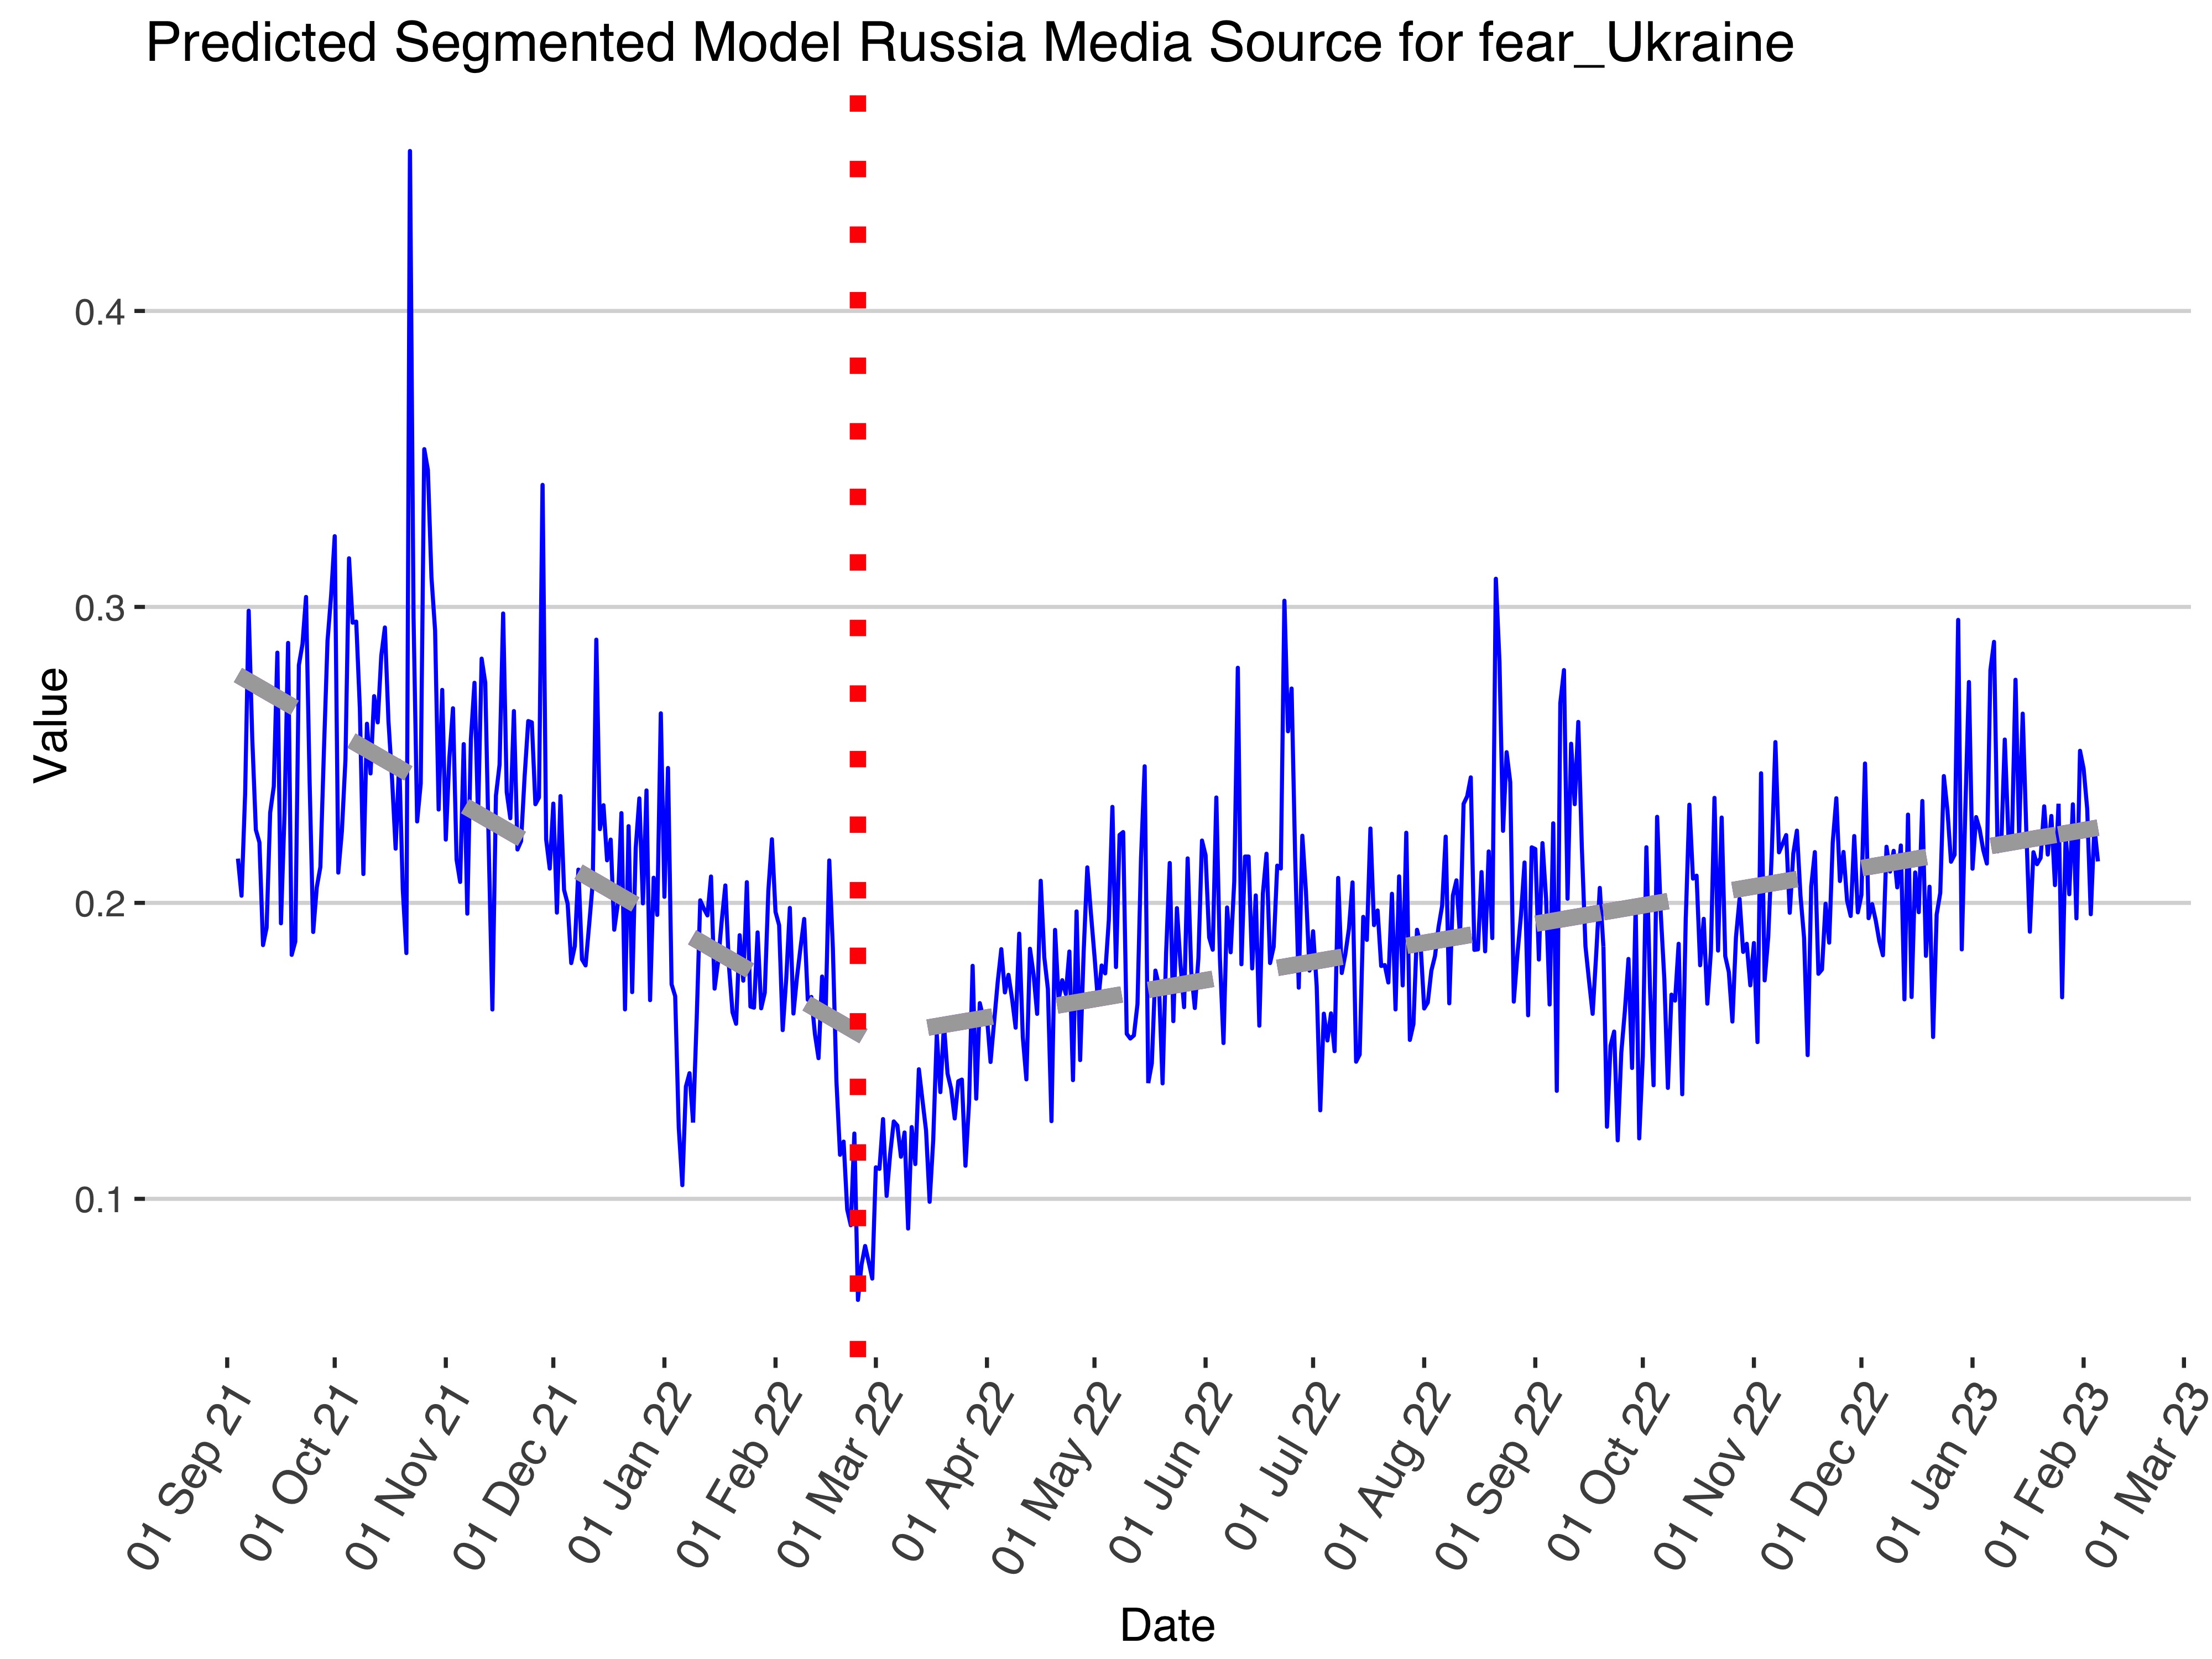 Predicted Segmented Model Russia Media Source for fear_Ukraine
Value
0.4
0.3
0.2
0.1
01 Sep 21
01 Oct 21
01 Nov 21
01 Dec 21
01 Jan 22
01 Feb 22
01 Mar 22
01 Apr 22
01 May 22
01 Jun 22
01 Jul 22
01 Aug 22
01 Sep 22
01 Oct 22
01 Nov 22
01 Dec 22
01 Jan 23
01 Feb 23
01 Mar 23
Date